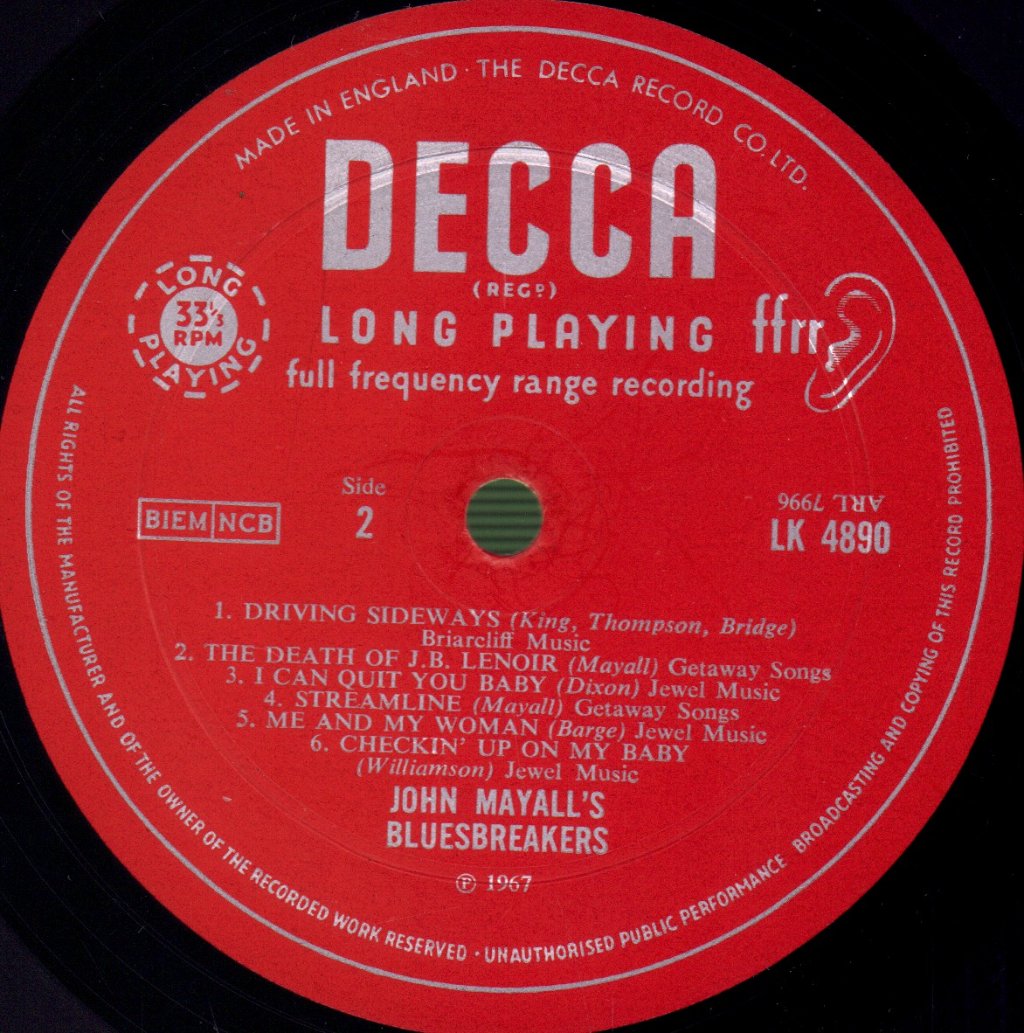 MADE IN ENGLAND · THE DECCA RECORD CO. LTD.
DECCA
(REGᴰ)
LONG PLAYING
ffrr
full frequency range recording
LONG
33⅓
RPM
PLAYING
Side
2
BIEM NCB
ARL 7996
LK 4890
1. DRIVING SIDEWAYS (King, Thompson, Bridge)
Briarcliff Music
2. THE DEATH OF J.B. LENOIR (Mayall) Getaway Songs
3. I CAN QUIT YOU BABY (Dixon) Jewel Music
4. STREAMLINE (Mayall) Getaway Songs
5. ME AND MY WOMAN (Barge) Jewel Music
6. CHECKIN' UP ON MY BABY
(Williamson) Jewel Music
JOHN MAYALL'S
BLUESBREAKERS
℗ 1967
ALL RIGHTS OF THE MANUFACTURER AND OF THE OWNER OF THE RECORDED WORK RESERVED · UNAUTHORISED PUBLIC PERFORMANCE BROADCASTING AND COPYING OF THIS RECORD PROHIBITED